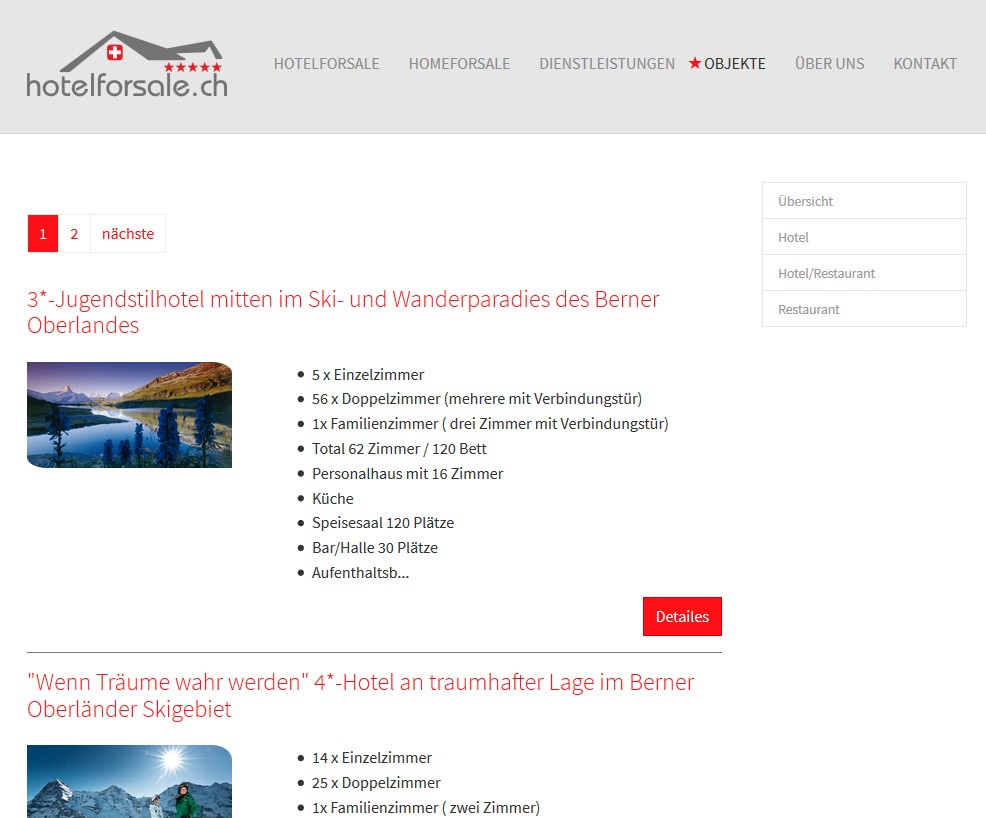 hotelforsale.ch
HOTELFORSALE HOMEFORSALE DIENSTLEISTUNGEN OBJEKTE ÜBER UNS KONTAKT
Übersicht
Hotel
Hotel/Restaurant
Restaurant
1 2 nächste
3*-Jugendstilhotel mitten im Ski- und Wanderparadies des Berner
Oberlandes
5 x Einzelzimmer
56 x Doppelzimmer (mehrere mit Verbindungstür)
1x Familienzimmer ( drei Zimmer mit Verbindungstür)
Total 62 Zimmer / 120 Bett
Personalhaus mit 16 Zimmer
Küche
Speisesaal 120 Plätze
Bar/Halle 30 Plätze
Aufenthaltsb...
Detailes
"Wenn Träume wahr werden" 4*-Hotel an traumhafter Lage im Berner
Oberländer Skigebiet
14 x Einzelzimmer
25 x Doppelzimmer
1x Familienzimmer ( zwei Zimmer)